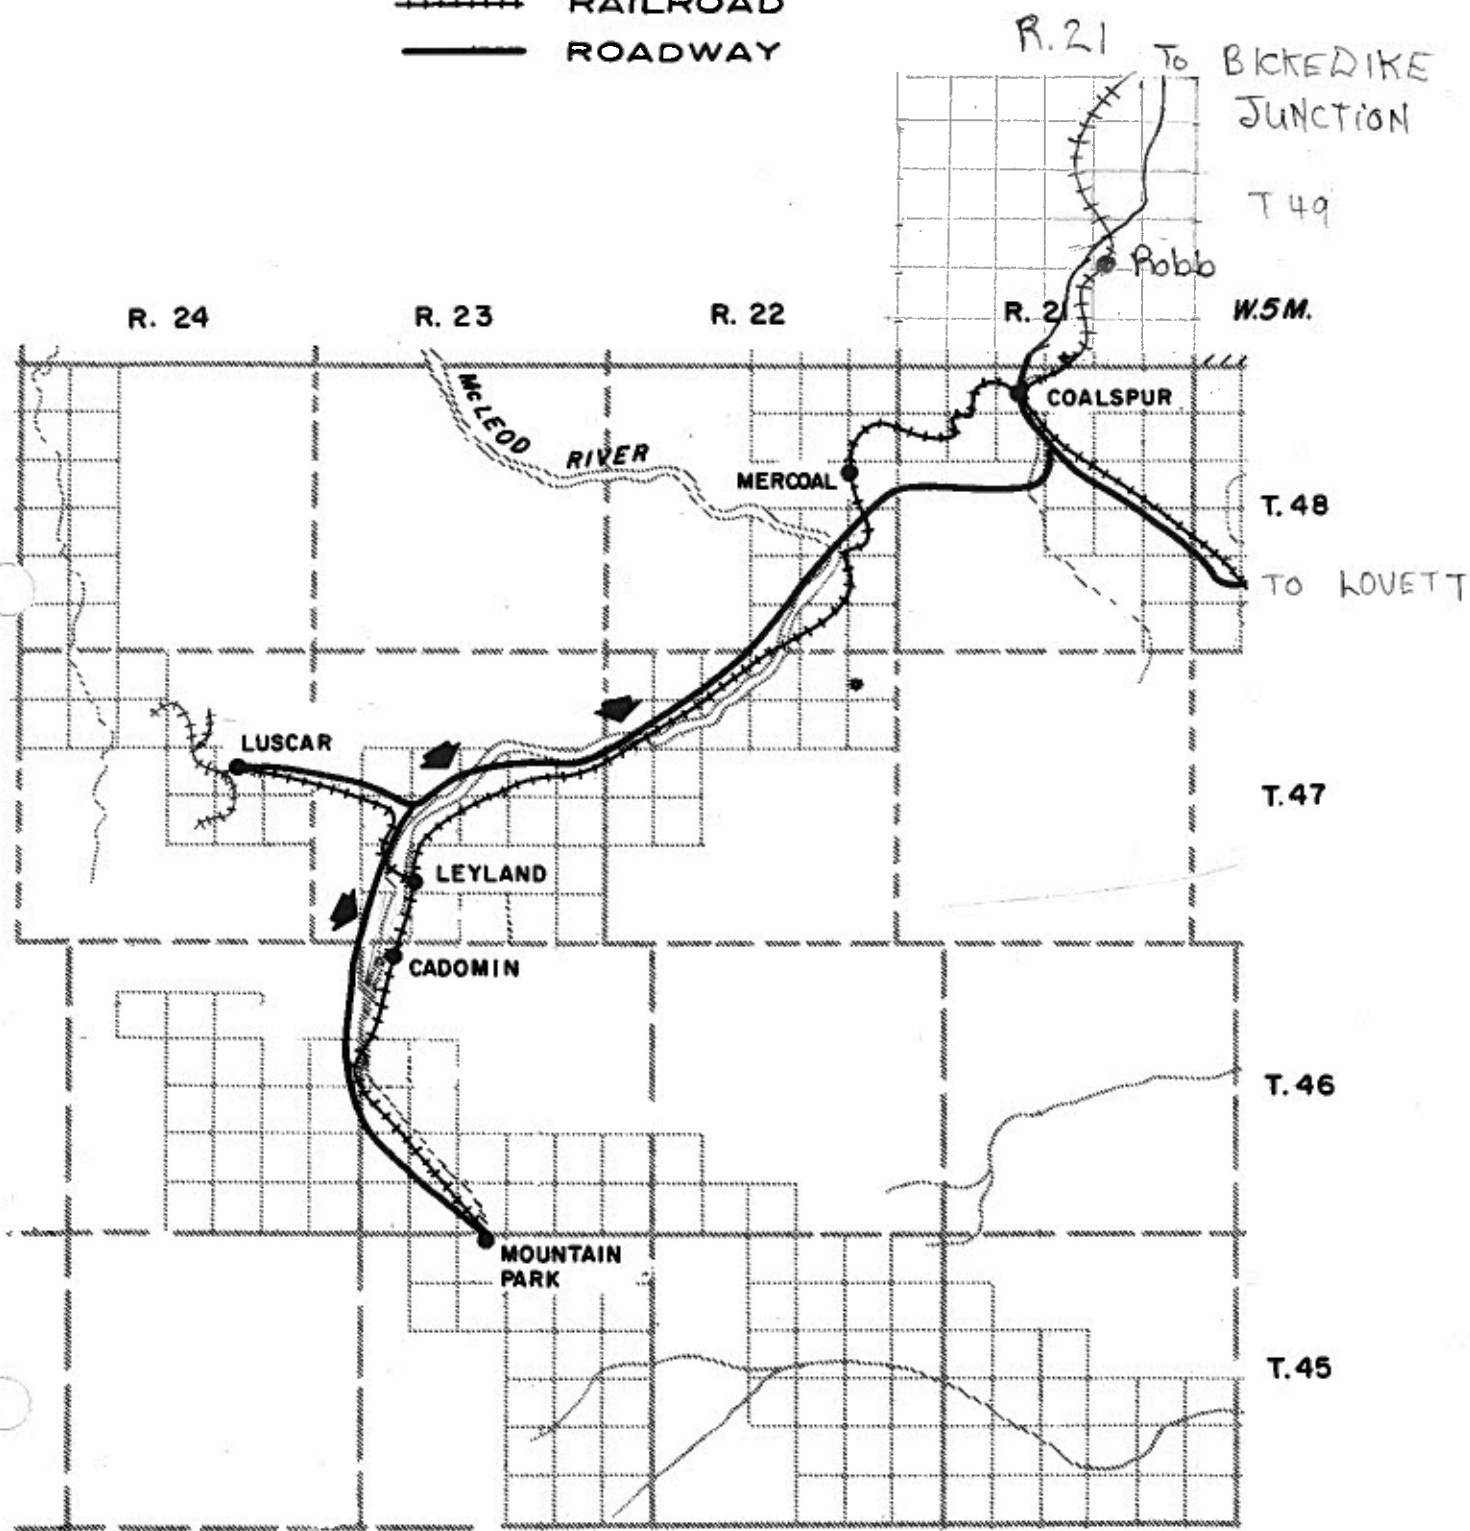 RAILROAD
ROADWAY
R. 21
To BICKEDIKE
JUNCTION
T 49
Robb
R. 24
R. 23
R. 22
R. 21
W.5M.
McLEOD
RIVER
COALSPUR
MERCOAL
T. 48
TO LOVETT
LUSCAR
T. 47
LEYLAND
CADOMIN
T. 46
MOUNTAIN
PARK
T. 45